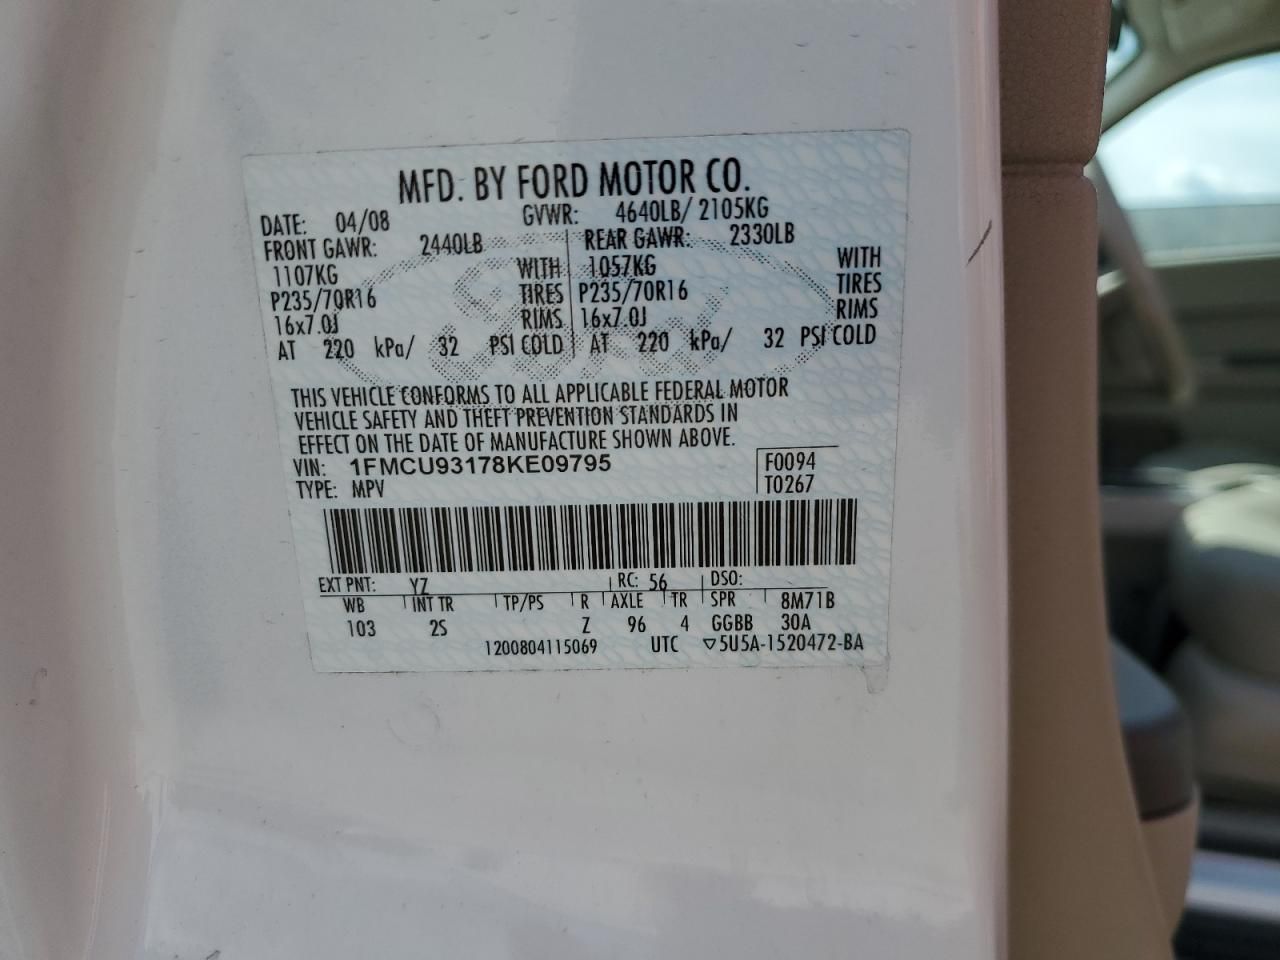 MFD. BY FORD MOTOR CO.
DATE: 04/08 GVWR: 4640LB/ 2105KG
FRONT GAWR: 2440LB REAR GAWR: 2330LB
1107KG WITH 1057KG WITH
P235/70R16 TIRES P235/70R16 TIRES
16x7.0J RIMS 16x7.0J RIMS
AT 220 kPa/ 32 PSI COLD AT 220 kPa/ 32 PSI COLD
THIS VEHICLE CONFORMS TO ALL APPLICABLE FEDERAL MOTOR
VEHICLE SAFETY AND THEFT PREVENTION STANDARDS IN
EFFECT ON THE DATE OF MANUFACTURE SHOWN ABOVE.
VIN: 1FMCU93178KE09795 F0094
TYPE: MPV T0267
EXT PNT: YZ RC: 56 DSO:
WB INT TR TP/PS R AXLE TR SPR 8M71B
103 2S Z 96 4 GGBB 30A
1200804115069 UTC ▽5U5A-1520472-BA